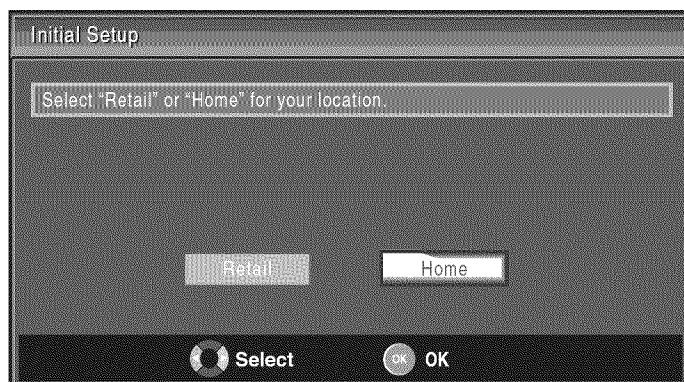 Initial Setup
Select “Retail” or “Home” for your location.
Retail Home
Select OK OK